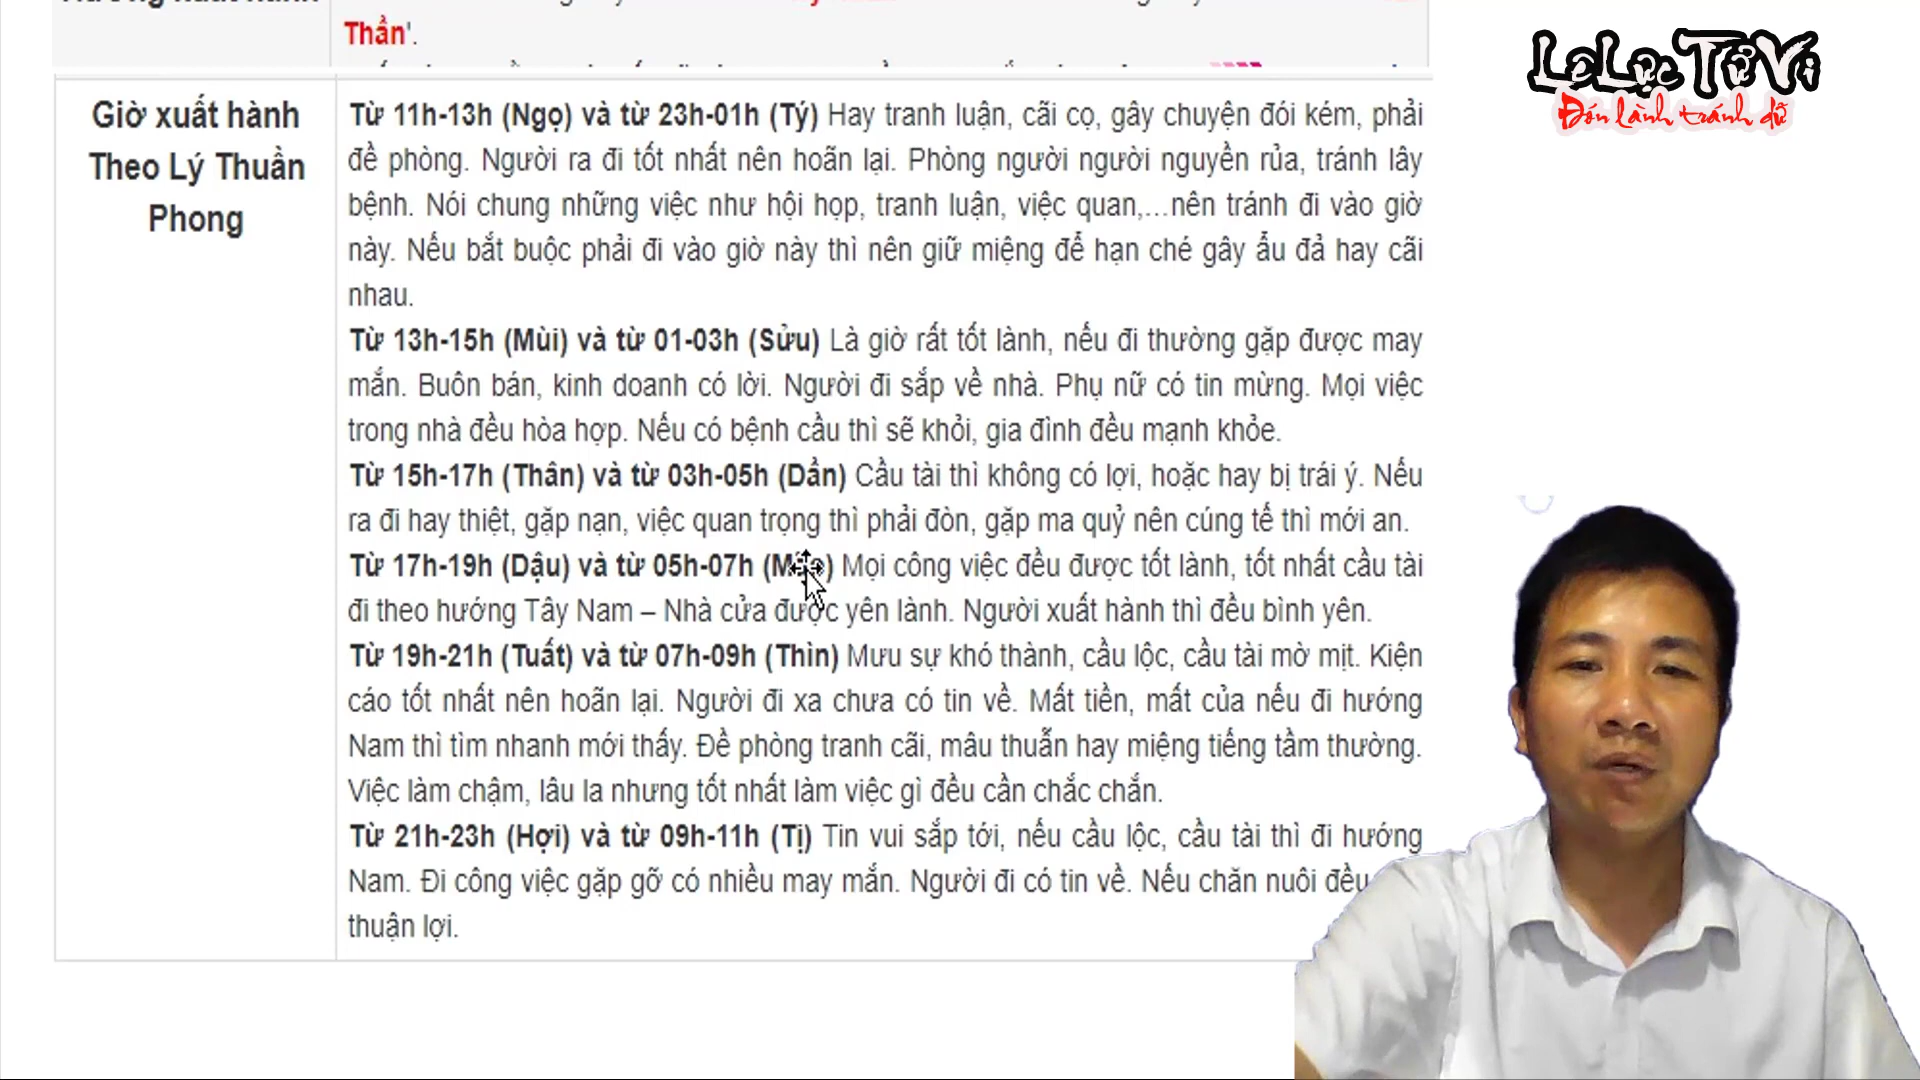 Thần'.
LéLực Tử Vi
Đón lành tránh dữ
Giờ xuất hành
Theo Lý Thuần
Phong
Từ 11h-13h (Ngọ) và từ 23h-01h (Tý) Hay tranh luận, cãi cọ, gây chuyện đói kém, phải
đề phòng. Người ra đi tốt nhất nên hoãn lại. Phòng người người nguyền rủa, tránh lây
bệnh. Nói chung những việc như hội họp, tranh luận, việc quan,…nên tránh đi vào giờ
này. Nếu bắt buộc phải đi vào giờ này thì nên giữ miệng để hạn ché gây ẩu đả hay cãi
nhau.
Từ 13h-15h (Mùi) và từ 01-03h (Sửu) Là giờ rất tốt lành, nếu đi thường gặp được may
mắn. Buôn bán, kinh doanh có lời. Người đi sắp về nhà. Phụ nữ có tin mừng. Mọi việc
trong nhà đều hòa hợp. Nếu có bệnh cầu thì sẽ khỏi, gia đình đều mạnh khỏe.
Từ 15h-17h (Thân) và từ 03h-05h (Dần) Cầu tài thì không có lợi, hoặc hay bị trái ý. Nếu
ra đi hay thiệt, gặp nạn, việc quan trọng thì phải đòn, gặp ma quỷ nên cúng tế thì mới an.
Từ 17h-19h (Dậu) và từ 05h-07h Mọi công việc đều được tốt lành, tốt nhất cầu tài
đi theo hướng Tây Nam – Nhà cửa được yên lành. Người xuất hành thì đều bình yên.
Từ 19h-21h (Tuất) và từ 07h-09h (Thìn) Mưu sự khó thành, cầu lộc, cầu tài mờ mịt. Kiện
cáo tốt nhất nên hoãn lại. Người đi xa chưa có tin về. Mất tiền, mất của nếu đi hướng
Nam thì tìm nhanh mới thấy. Đề phòng tranh cãi, mâu thuẫn hay miệng tiếng tầm thường.
Việc làm chậm, lâu la nhưng tốt nhất làm việc gì đều cần chắc chắn.
Từ 21h-23h (Hợi) và từ 09h-11h (Tị) Tin vui sắp tới, nếu cầu lộc, cầu tài thì đi hướng
Nam. Đi công việc gặp gỡ có nhiều may mắn. Người đi có tin về. Nếu chăn nuôi đều
thuận lợi.